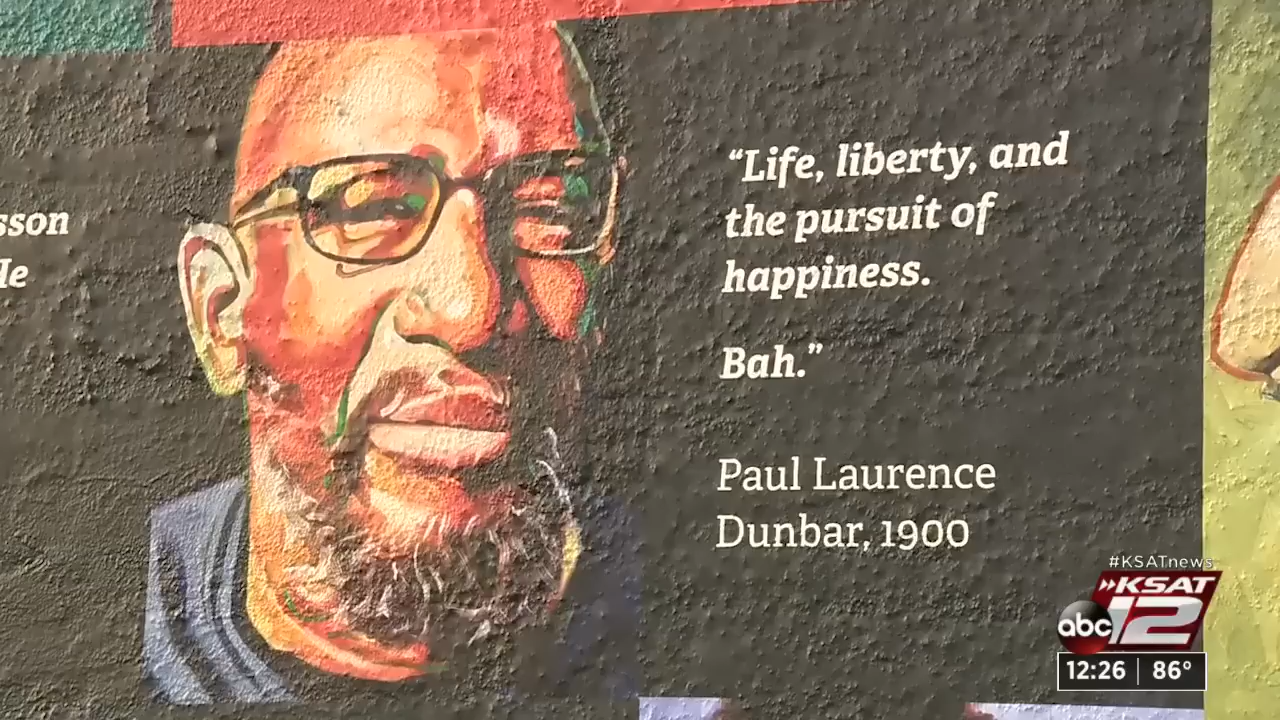 sson
“Life, liberty, and
the pursuit of
happiness.
Bah.”
Paul Laurence
Dunbar, 1900
#KSATnews
KSAT
abc 12
12:26 | 86°